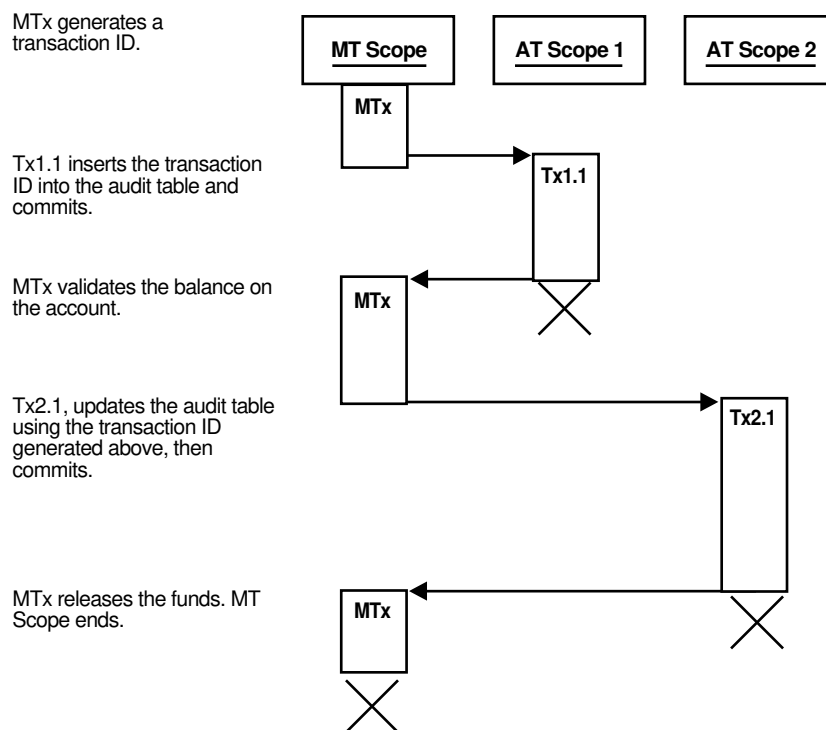 MTx generates a
transaction ID.
MT Scope
AT Scope 1
AT Scope 2
MTx
Tx1.1 inserts the transaction
ID into the audit table and
commits.
Tx1.1
MTx validates the balance on
the account.
MTx
Tx2.1, updates the audit table
using the transaction ID
generated above, then
commits.
Tx2.1
MTx releases the funds. MT
Scope ends.
MTx